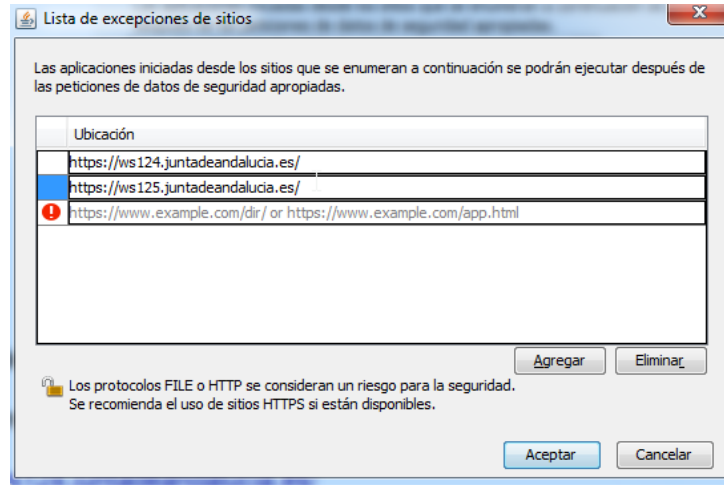 Lista de excepciones de sitios
Las aplicaciones iniciadas desde los sitios que se enumeran a continuación se podrán ejecutar después de
las peticiones de datos de seguridad apropiadas.
Ubicación
https://ws124.juntadeandalucia.es/
https://ws125.juntadeandalucia.es/
https://www.example.com/dir/ or https://www.example.com/app.html
Agregar
Eliminar
Los protocolos FILE o HTTP se consideran un riesgo para la seguridad.
Se recomienda el uso de sitios HTTPS si están disponibles.
Aceptar
Cancelar